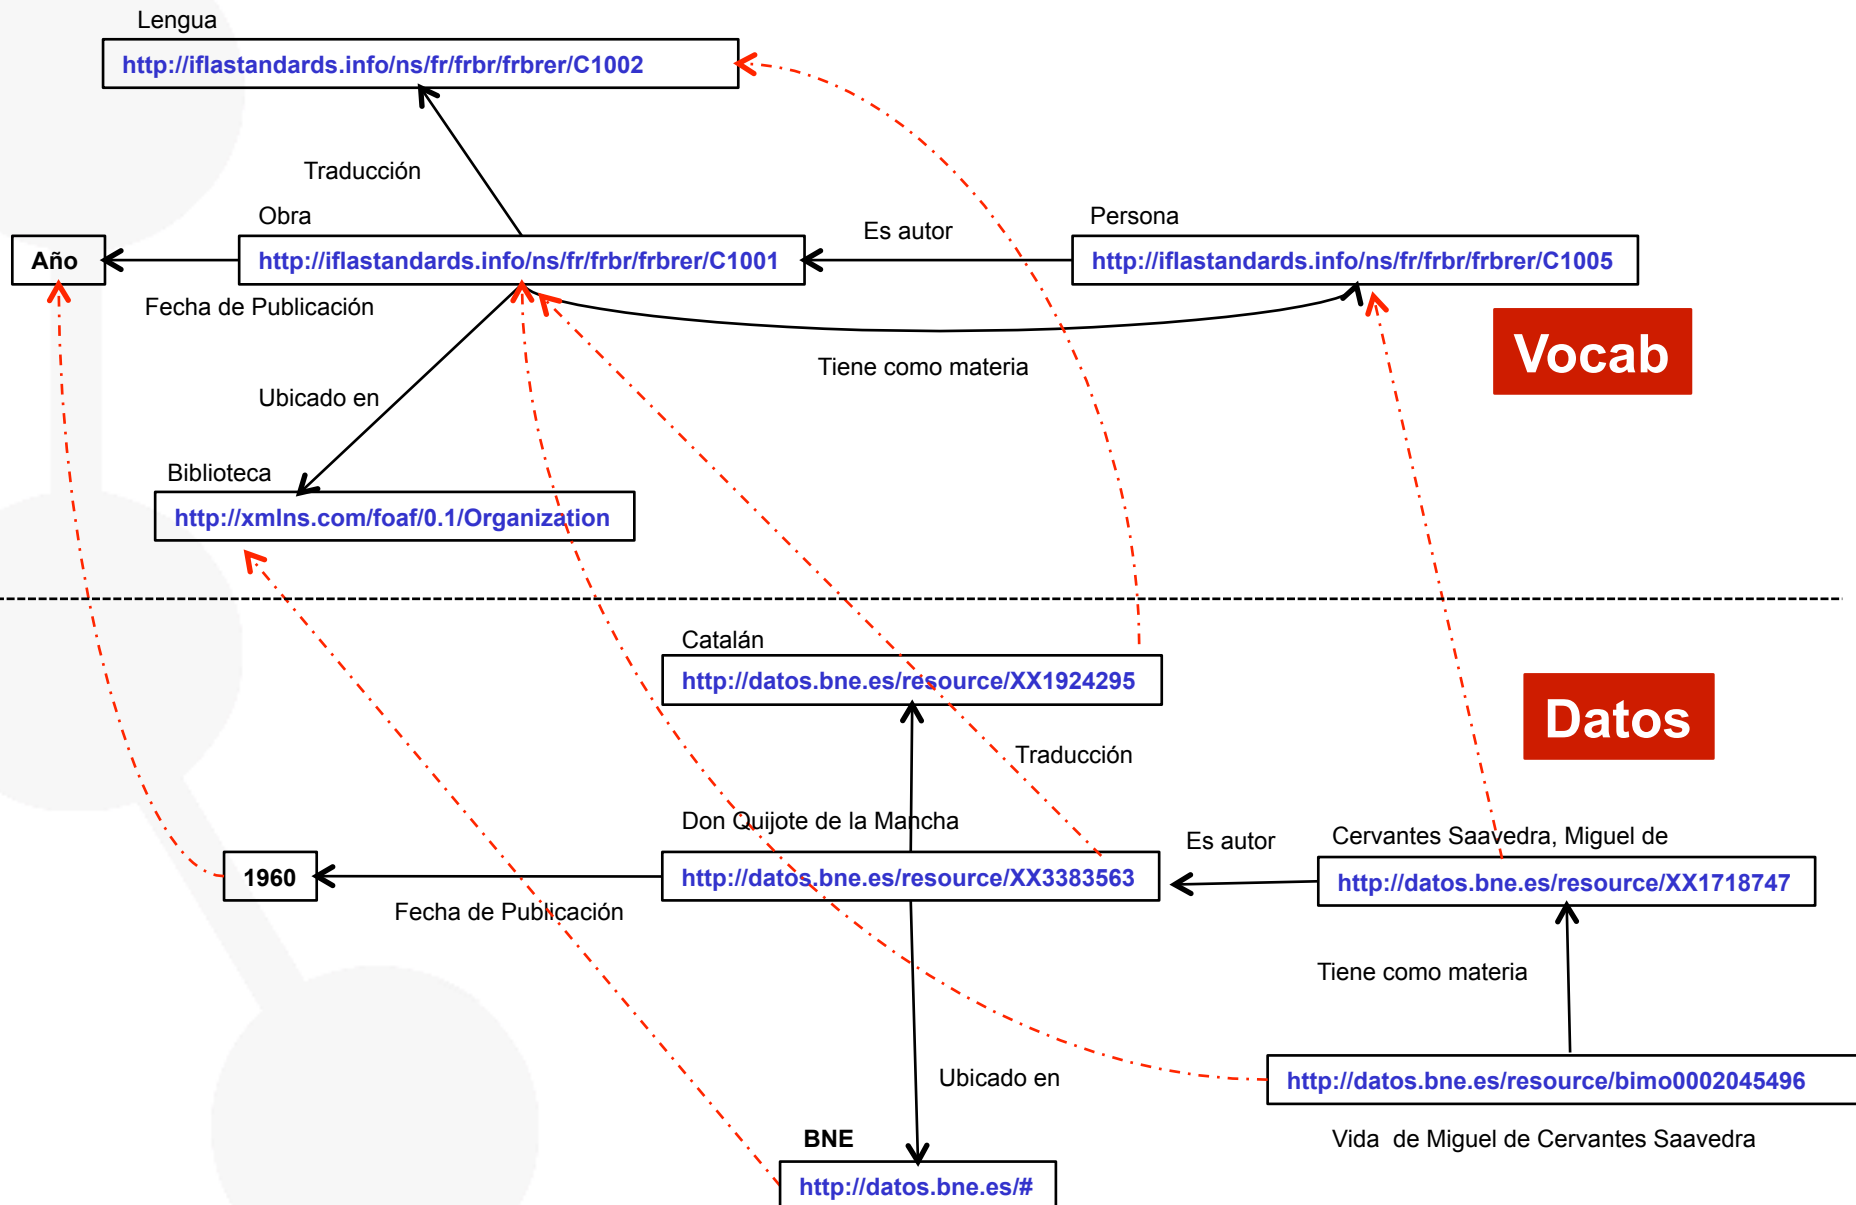 Lengua
http://iflastandards.info/ns/fr/frbr/frbrer/C1002
Traducción
Obra
Es autor
Persona
Año
http://iflastandards.info/ns/fr/frbr/frbrer/C1001
http://iflastandards.info/ns/fr/frbr/frbrer/C1005
Fecha de Publicación
Vocab
Tiene como materia
Ubicado en
Biblioteca
http://xmlns.com/foaf/0.1/Organization
Catalán
http://datos.bne.es/resource/XX1924295
Datos
Traducción
Don Quijote de la Mancha
Es autor
Cervantes Saavedra, Miguel de
1960
http://datos.bne.es/resource/XX3383563
http://datos.bne.es/resource/XX1718747
Fecha de Publicación
Tiene como materia
Ubicado en
http://datos.bne.es/resource/bimo0002045496
BNE
Vida de Miguel de Cervantes Saavedra
http://datos.bne.es/#